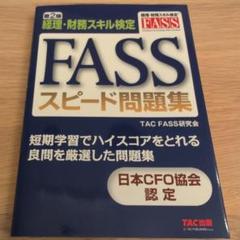 第2版
経理・財務スキル検定
経理・財務スキル検定
FASS
FASS
スピード問題集
TAC FASS研究会
短期学習でハイスコアをとれる
良問を厳選した問題集
日本CFO協会
認定
TAC出版